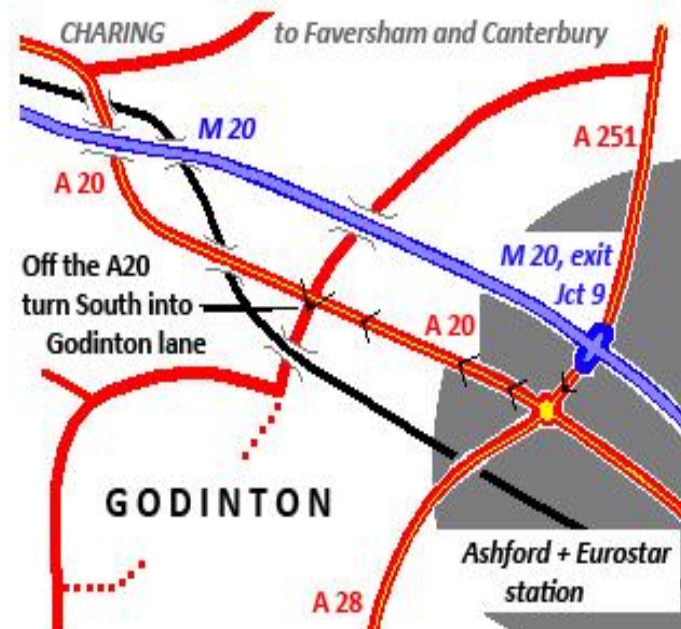 CHARING
to Faversham and Canterbury
M 20
A 251
A 20
Off the A20
turn South into
Godinton lane
M 20, exit
Jct 9
A 20
GODINTON
Ashford + Eurostar
station
A 28